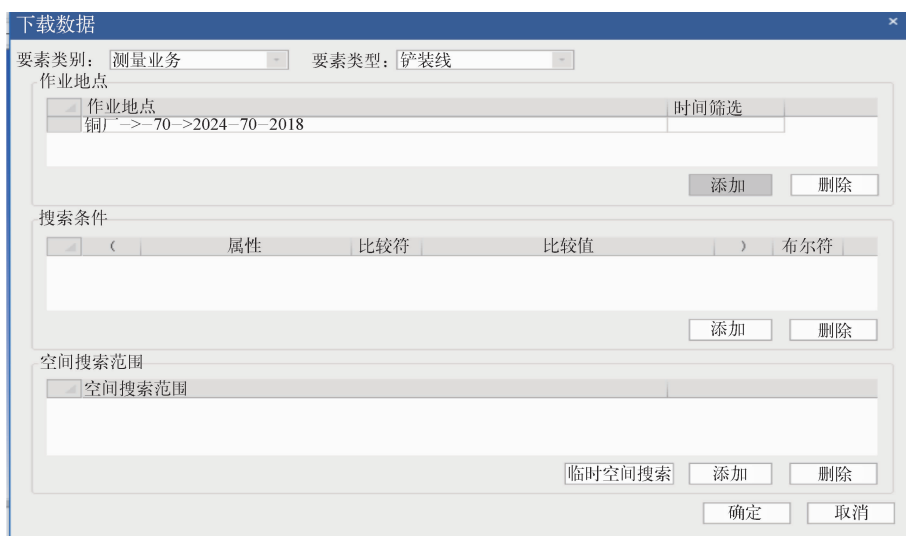 下载数据 ×
要素类别: 测量业务 要素类型: 铲装线
作业地点
作业地点 时间筛选
铜厂->-70->2024-70-2018
添加 删除
搜索条件
( 属性 比较符 比较值 ) 布尔符
添加 删除
空间搜索范围
空间搜索范围
临时空间搜索 添加 删除
确定 取消